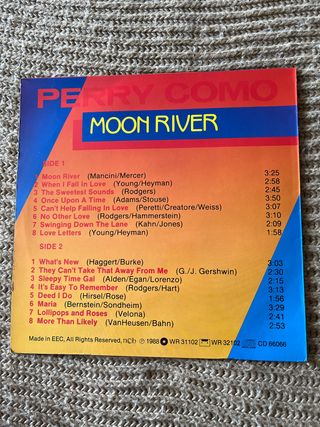 PERRY COMO
MOON RIVER
SIDE 1
1 Moon River (Mancini/Mercer) 3:25
2 When I Fall In Love (Young/Heyman) 2:58
3 The Sweetest Sounds (Rodgers) 2:45
4 Once Upon A Time (Adams/Stouse) 3:50
5 Can't Help Falling In Love (Peretti/Creatore/Weiss) 3:07
6 No Other Love (Rodgers/Hammerstein) 3:10
7 Swinging Down The Lane (Kahn/Jones) 2:01
8 Love Letters (Young/Heyman) 1:58
SIDE 2
1 What's New (Haggert/Burke) 3:03
2 They Can't Take That Away From Me (G./J. Gershwin) 2:30
3 Sleepy Time Gal (Alden/Egan/Lorenzo) 2:15
4 It's Easy To Remember (Rodgers/Hart) 3:13
5 Deed I Do (Hirsel/Rose) 1:56
6 Maria (Bernstein/Sondheim) 3:29
7 Lollipops and Roses (Velona) 2:41
8 More Than Likely (VanHeusen/Bahn) 2:53
Made in EEC, All Rights Reserved, ncb ℗ 1988 WR 31102 WR 32102 CD 66066